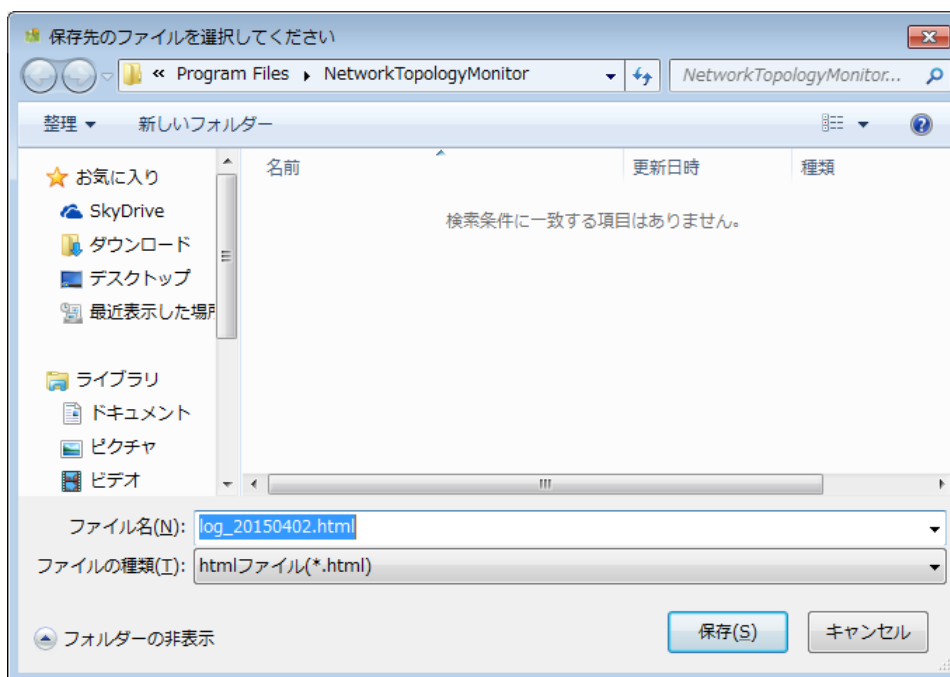 保存先のファイルを選択してください
« Program Files ▸ NetworkTopologyMonitor
NetworkTopologyMonitor...
整理 ▼ 新しいフォルダー
お気に入り
SkyDrive
ダウンロード
デスクトップ
最近表示した場所
ライブラリ
ドキュメント
ピクチャ
ビデオ
名前 更新日時 種類
検索条件に一致する項目はありません。
ファイル名(N): log_20150402.html
ファイルの種類(T): htmlファイル(*.html)
フォルダーの非表示
保存(S) キャンセル